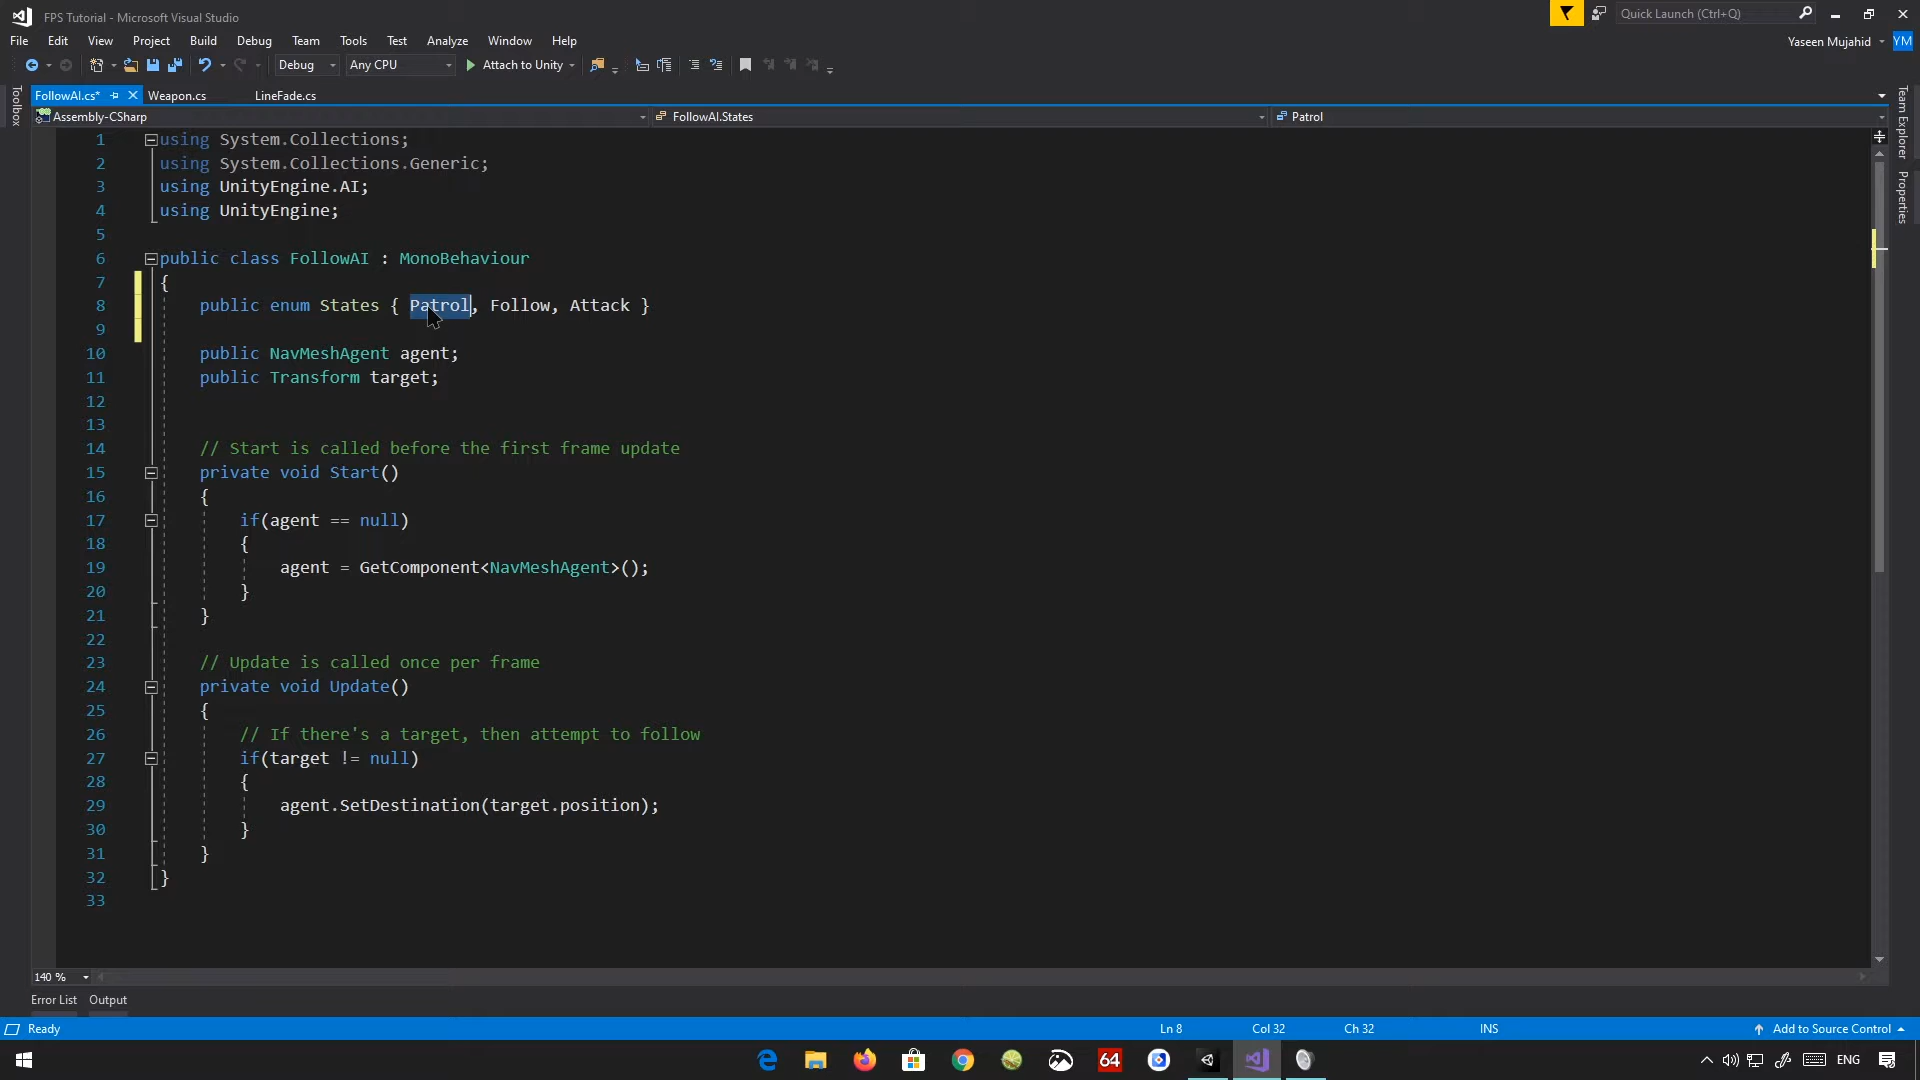 FPS Tutorial - Microsoft Visual Studio
Quick Launch (Ctrl+Q)
File Edit View Project Build Debug Team Tools Test Analyze Window Help
Yaseen Mujahid YM
Debug Any CPU Attach to Unity
Toolbox
FollowAI.cs* Weapon.cs LineFade.cs
Team Explorer
Properties
Assembly-CSharp FollowAI.States Patrol
1 using System.Collections;
2 using System.Collections.Generic;
3 using UnityEngine.AI;
4 using UnityEngine;
5
6 public class FollowAI : MonoBehaviour
7 {
8 public enum States { Patrol, Follow, Attack }
9
10 public NavMeshAgent agent;
11 public Transform target;
12
13
14 // Start is called before the first frame update
15 private void Start()
16 {
17 if(agent == null)
18 {
19 agent = GetComponent<NavMeshAgent>();
20 }
21 }
22
23 // Update is called once per frame
24 private void Update()
25 {
26 // If there's a target, then attempt to follow
27 if(target != null)
28 {
29 agent.SetDestination(target.position);
30 }
31 }
32 }
33
140 %
Error List Output
Ready Ln 8 Col 32 Ch 32 INS Add to Source Control
64 ENG